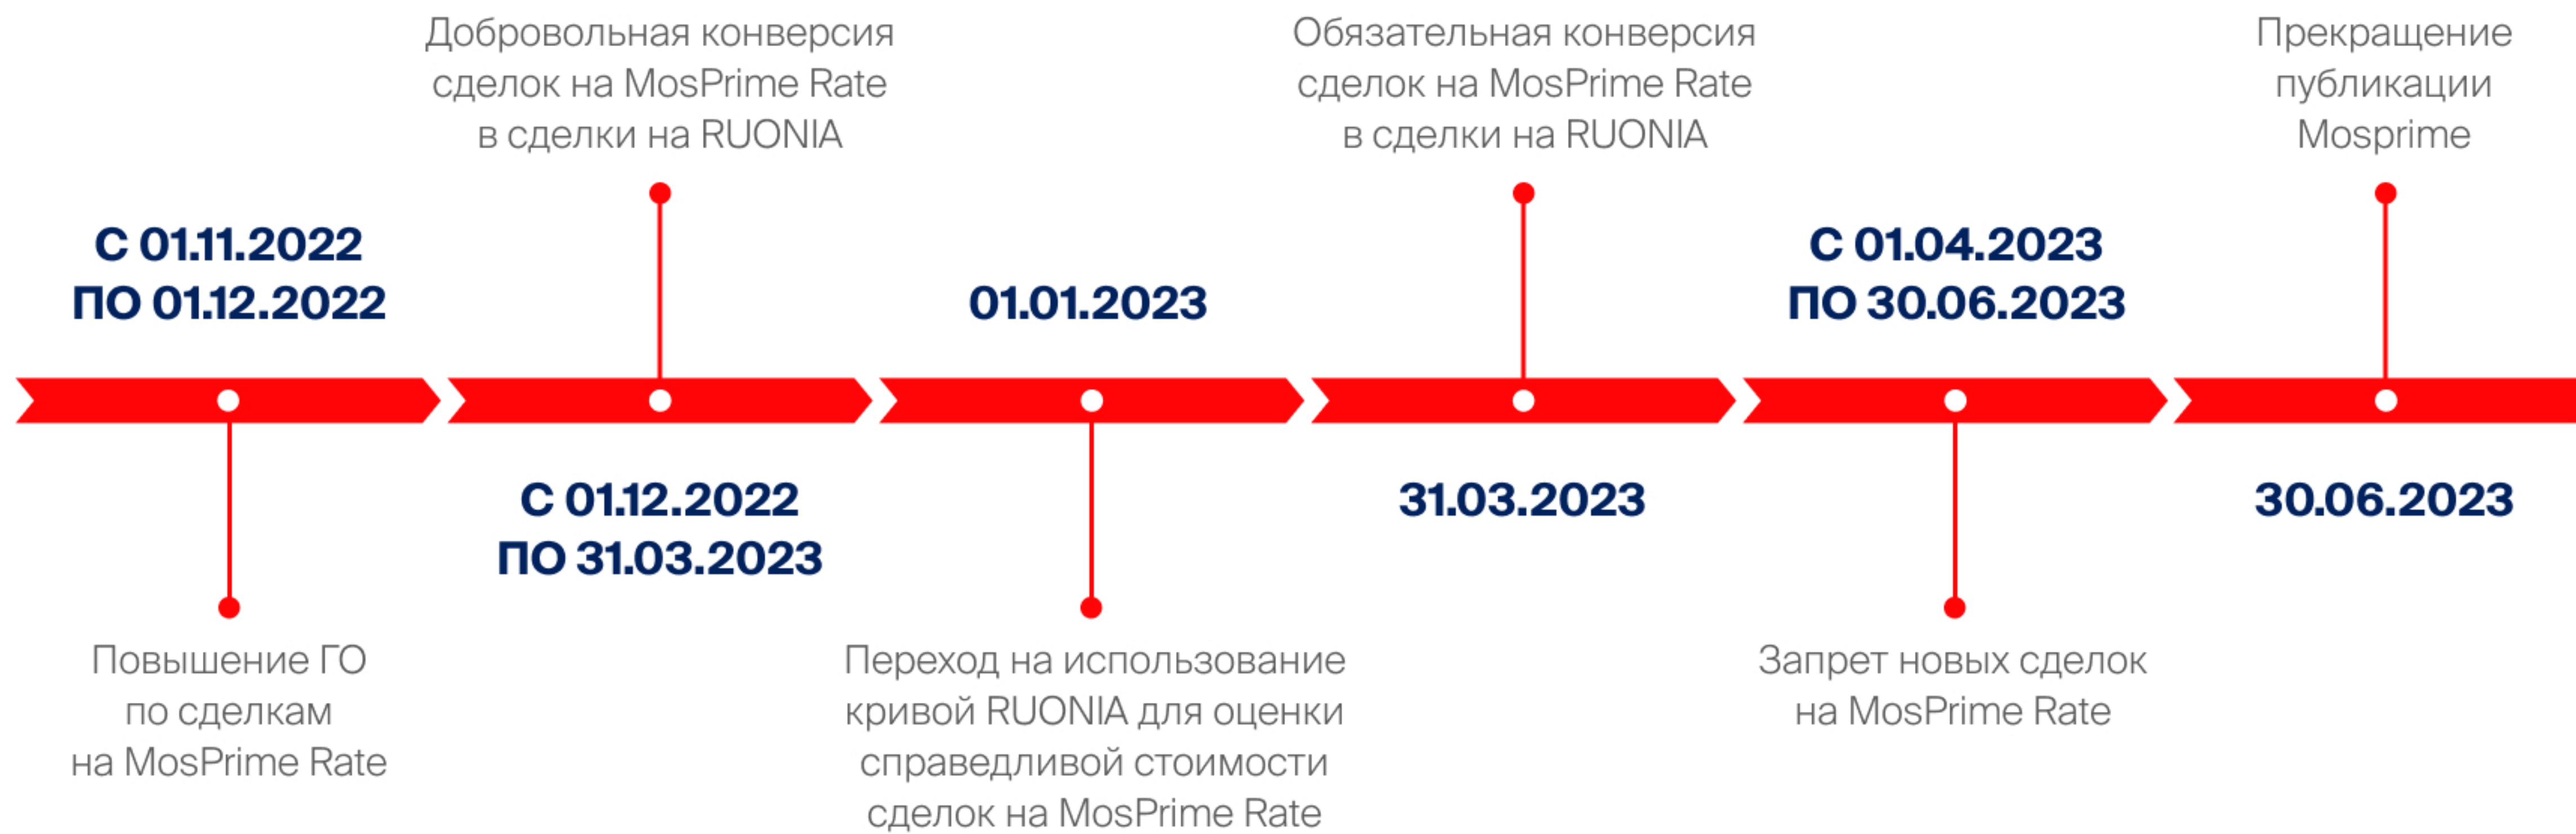 С 01.11.2022
ПО 01.12.2022
Повышение ГО
по сделкам
на MosPrime Rate
Добровольная конверсия
сделок на MosPrime Rate
в сделки на RUONIA
С 01.12.2022
ПО 31.03.2023
01.01.2023
Переход на использование
кривой RUONIA для оценки
справедливой стоимости
сделок на MosPrime Rate
Обязательная конверсия
сделок на MosPrime Rate
в сделки на RUONIA
31.03.2023
С 01.04.2023
ПО 30.06.2023
Запрет новых сделок
на MosPrime Rate
Прекращение
публикации
Mosprime
30.06.2023